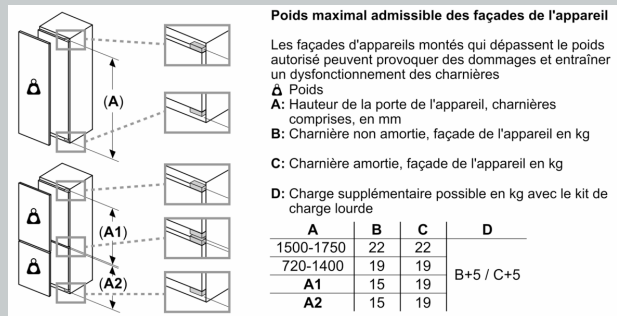 Poids maximal admissible des façades de l'appareil
Les façades d'appareils montés qui dépassent le poids
autorisé peuvent provoquer des dommages et entraîner
un dysfonctionnement des charnières
Poids
A: Hauteur de la porte de l'appareil, charnières
comprises, en mm
B: Charnière non amortie, façade de l'appareil en kg
C: Charnière amortie, façade de l'appareil en kg
D: Charge supplémentaire possible en kg avec le kit de
charge lourde
A B C D
1500-1750 22 22
720-1400 19 19
A1 15 19
A2 15 19
B+5 / C+5
(A)
(A1)
(A2)